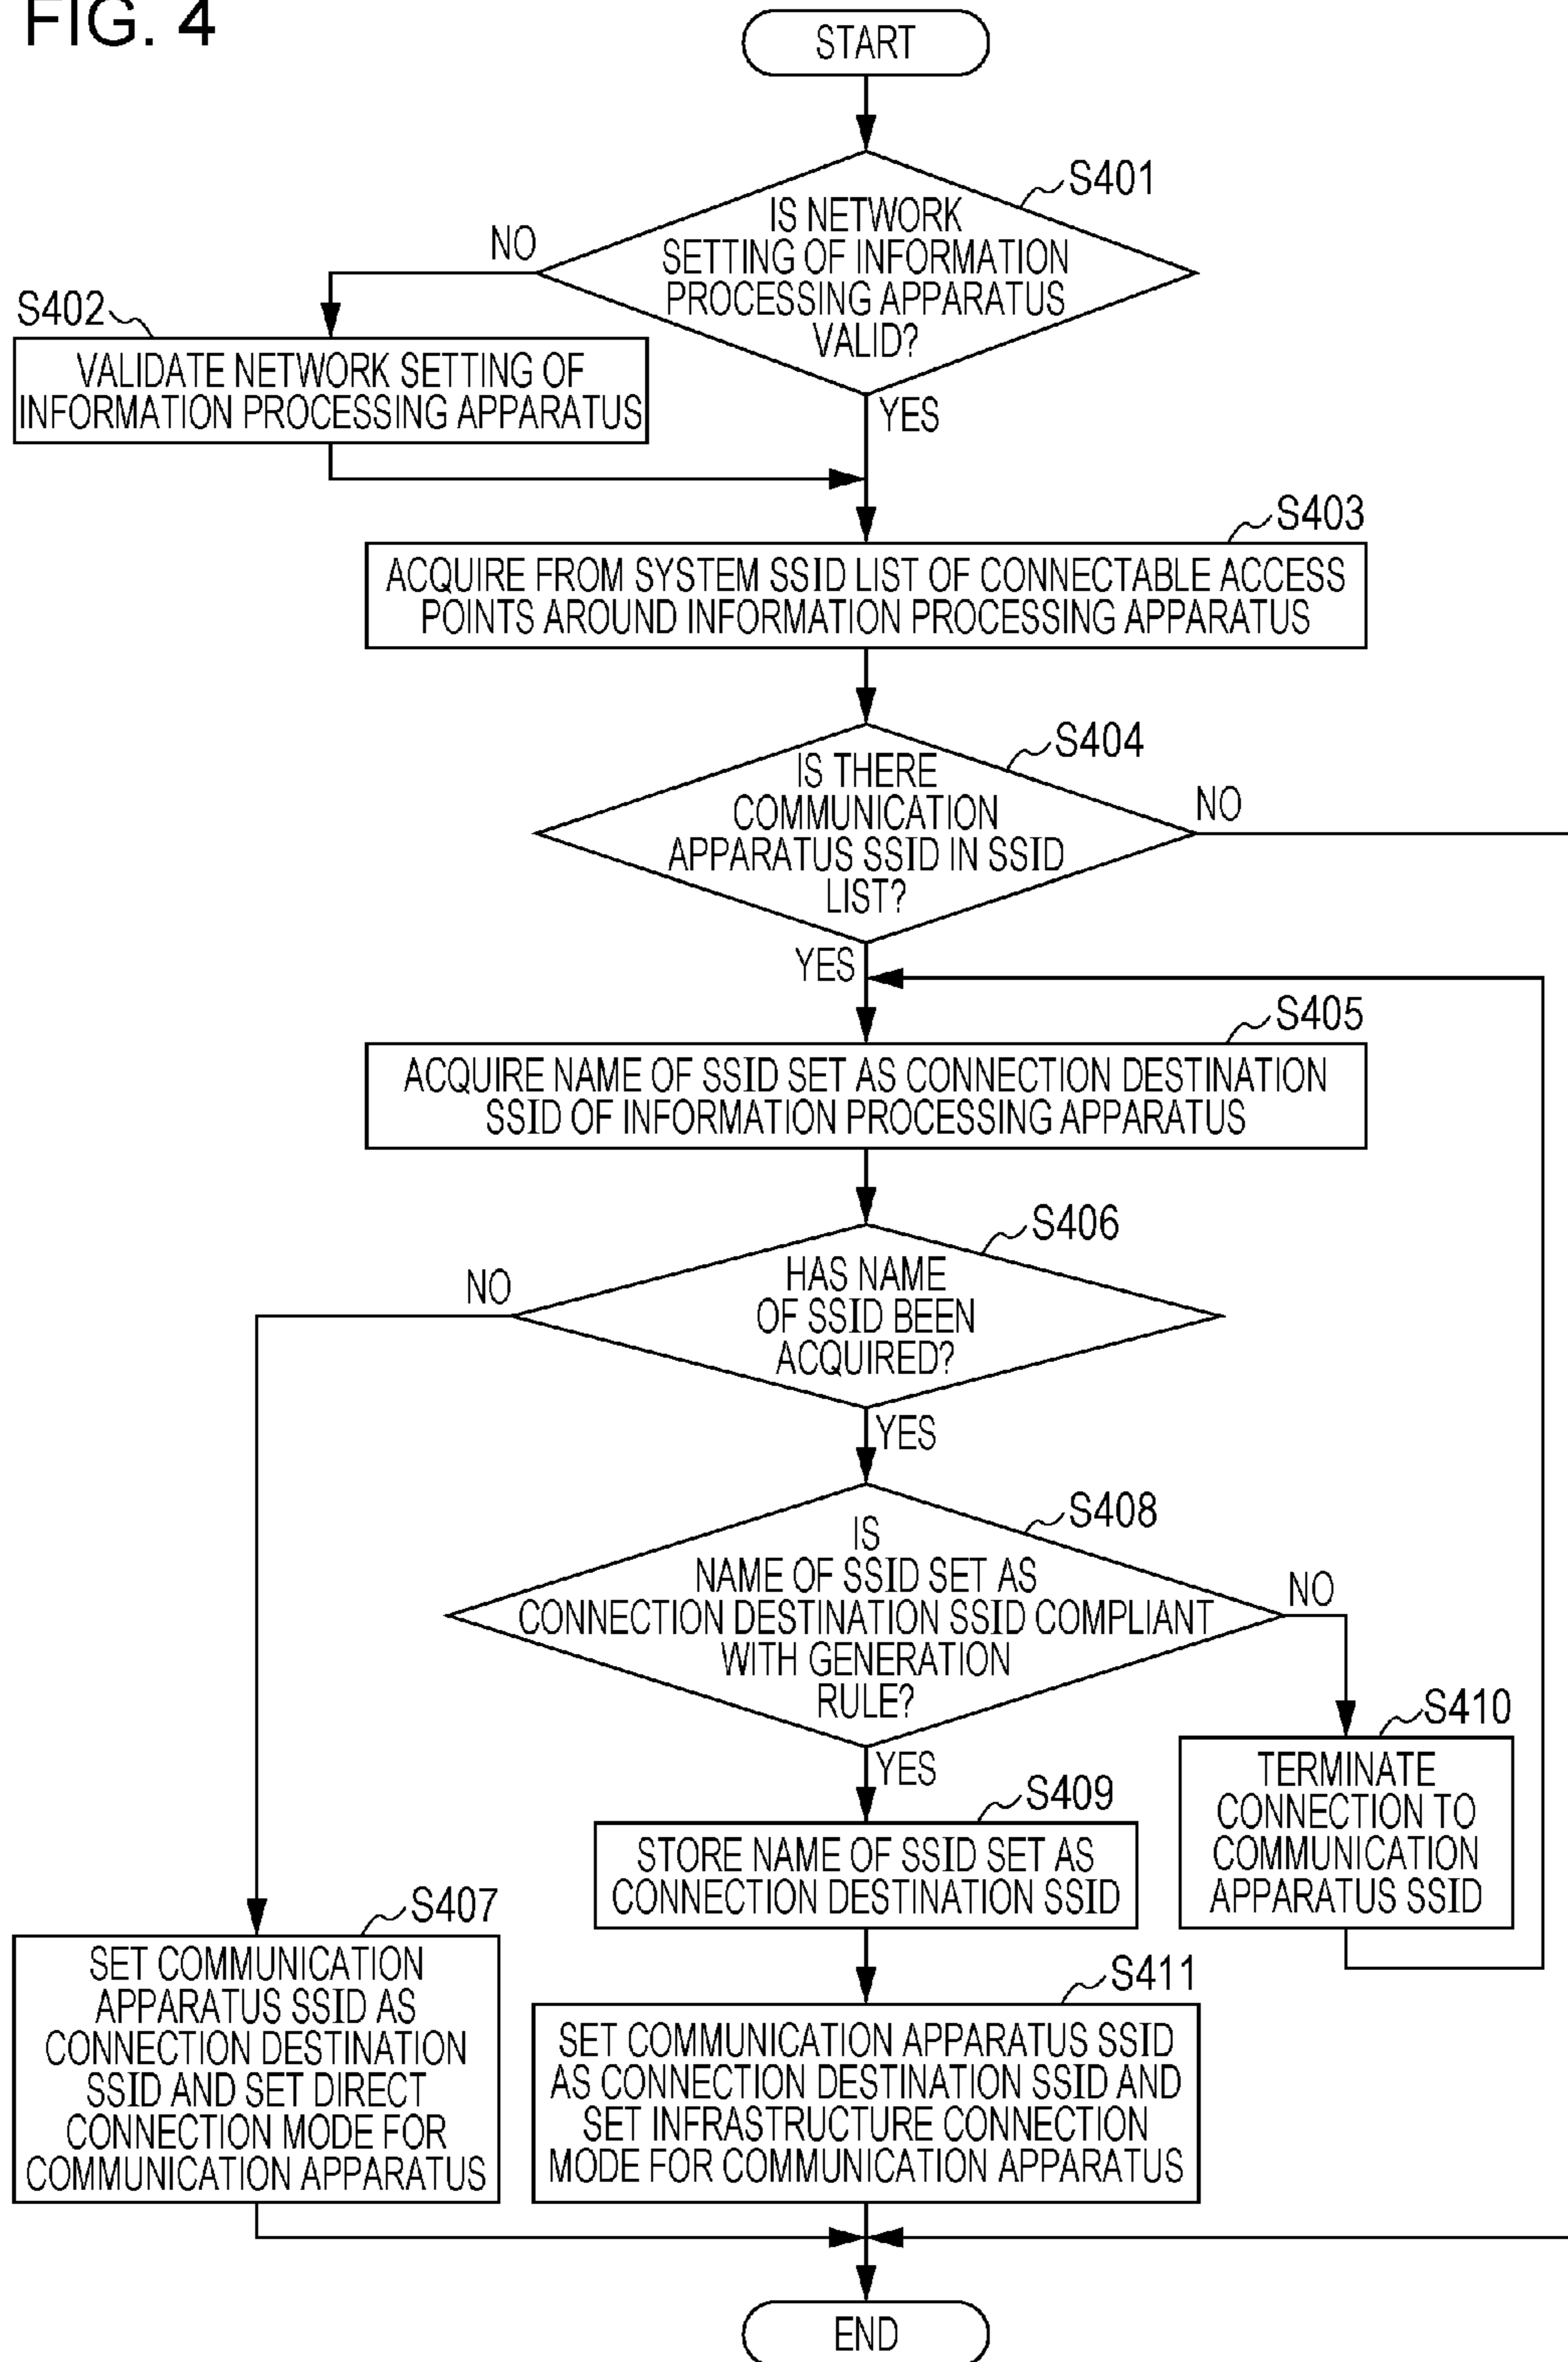 FIG. 4
START
S401
IS NETWORK
SETTING OF INFORMATION
PROCESSING APPARATUS
VALID?
NO
YES
S402
VALIDATE NETWORK SETTING OF
INFORMATION PROCESSING APPARATUS
S403
ACQUIRE FROM SYSTEM SSID LIST OF CONNECTABLE ACCESS
POINTS AROUND INFORMATION PROCESSING APPARATUS
S404
IS THERE
COMMUNICATION
APPARATUS SSID IN SSID
LIST?
NO
YES
S405
ACQUIRE NAME OF SSID SET AS CONNECTION DESTINATION
SSID OF INFORMATION PROCESSING APPARATUS
S406
HAS NAME
OF SSID BEEN
ACQUIRED?
NO
YES
S408
IS
NAME OF SSID SET AS
CONNECTION DESTINATION SSID COMPLIANT
WITH GENERATION
RULE?
NO
YES
S410
TERMINATE
CONNECTION TO
COMMUNICATION
APPARATUS SSID
S409
STORE NAME OF SSID SET AS
CONNECTION DESTINATION SSID
S407
SET COMMUNICATION
APPARATUS SSID AS
CONNECTION DESTINATION
SSID AND SET DIRECT
CONNECTION MODE FOR
COMMUNICATION APPARATUS
S411
SET COMMUNICATION APPARATUS SSID
AS CONNECTION DESTINATION SSID AND
SET INFRASTRUCTURE CONNECTION
MODE FOR COMMUNICATION APPARATUS
END